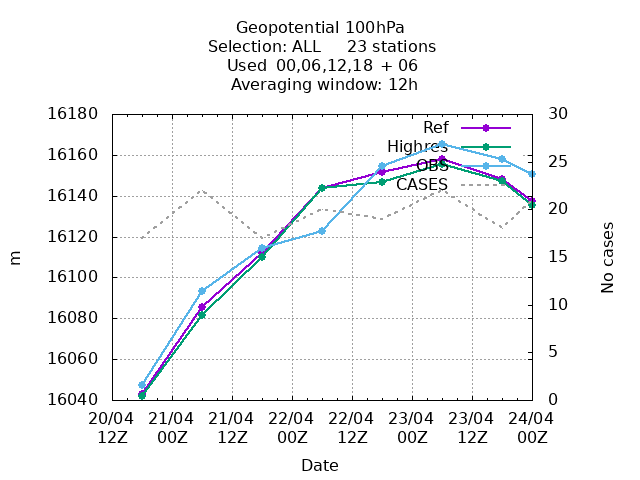 Geopotential 100hPa
Selection: ALL 23 stations
Used 00,06,12,18 + 06
Averaging window: 12h
16180
16160
16140
16120
16100
16080
16060
16040
m
30
25
20
15
10
5
0
No cases
Ref
Highres
OBS
CASES
20/04 21/04 21/04 22/04 22/04 23/04 23/04 24/04
12Z 00Z 12Z 00Z 12Z 00Z 12Z 00Z
Date